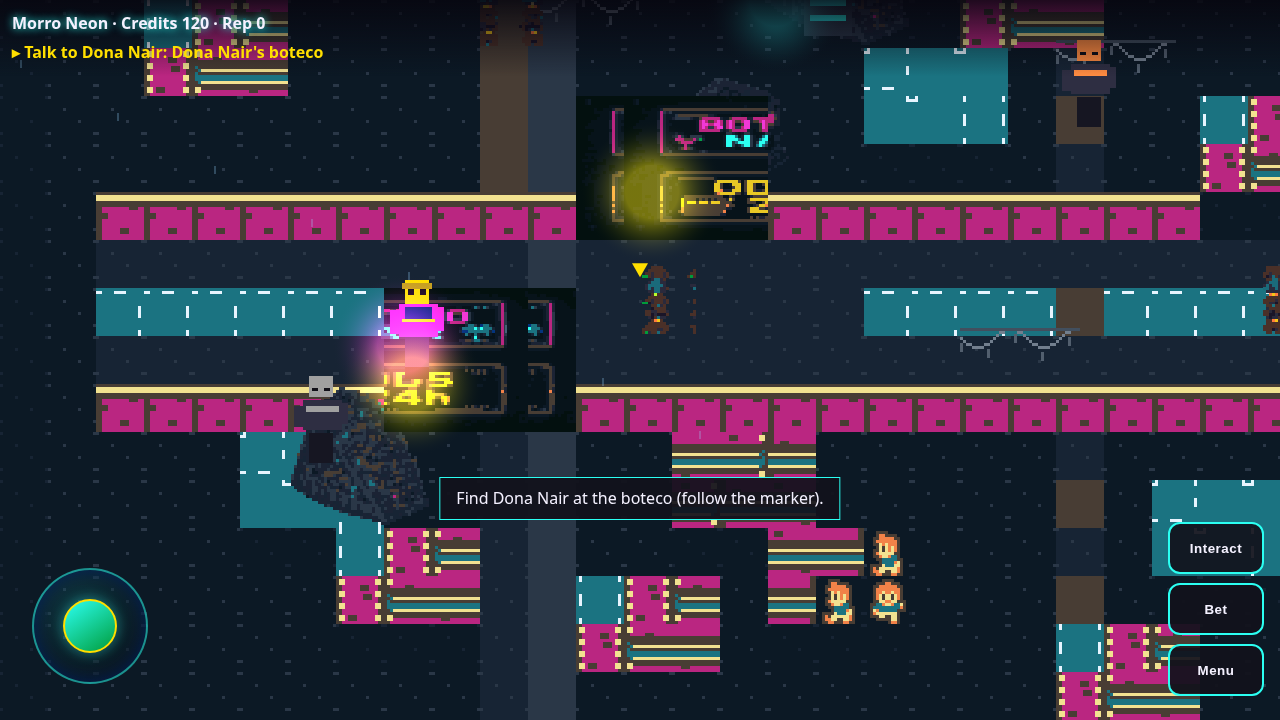 Morro Neon · Credits 120 · Rep 0
▸ Talk to Dona Nair: Dona Nair's boteco
Find Dona Nair at the boteco (follow the marker).
Interact
Bet
Menu